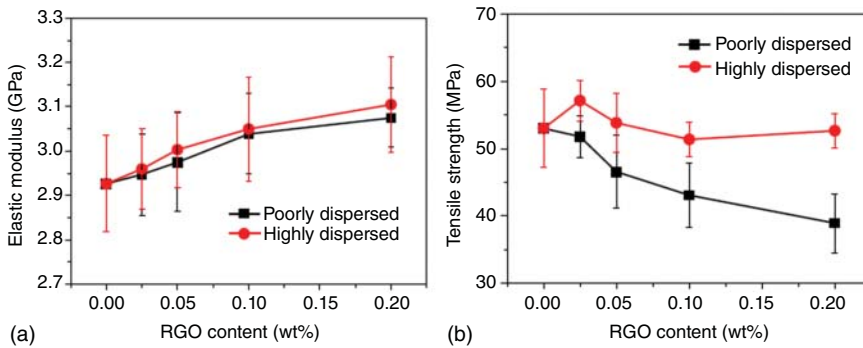 3.3
3.2
3.1
3.0
2.9
2.8
2.7
Elastic modulus (GPa)
Poorly dispersed
Highly dispersed
0.00 0.05 0.10 0.15 0.20
RGO content (wt%)
(a)
70
60
50
40
30
Tensile strength (MPa)
Poorly dispersed
Highly dispersed
0.00 0.05 0.10 0.15 0.20
RGO content (wt%)
(b)